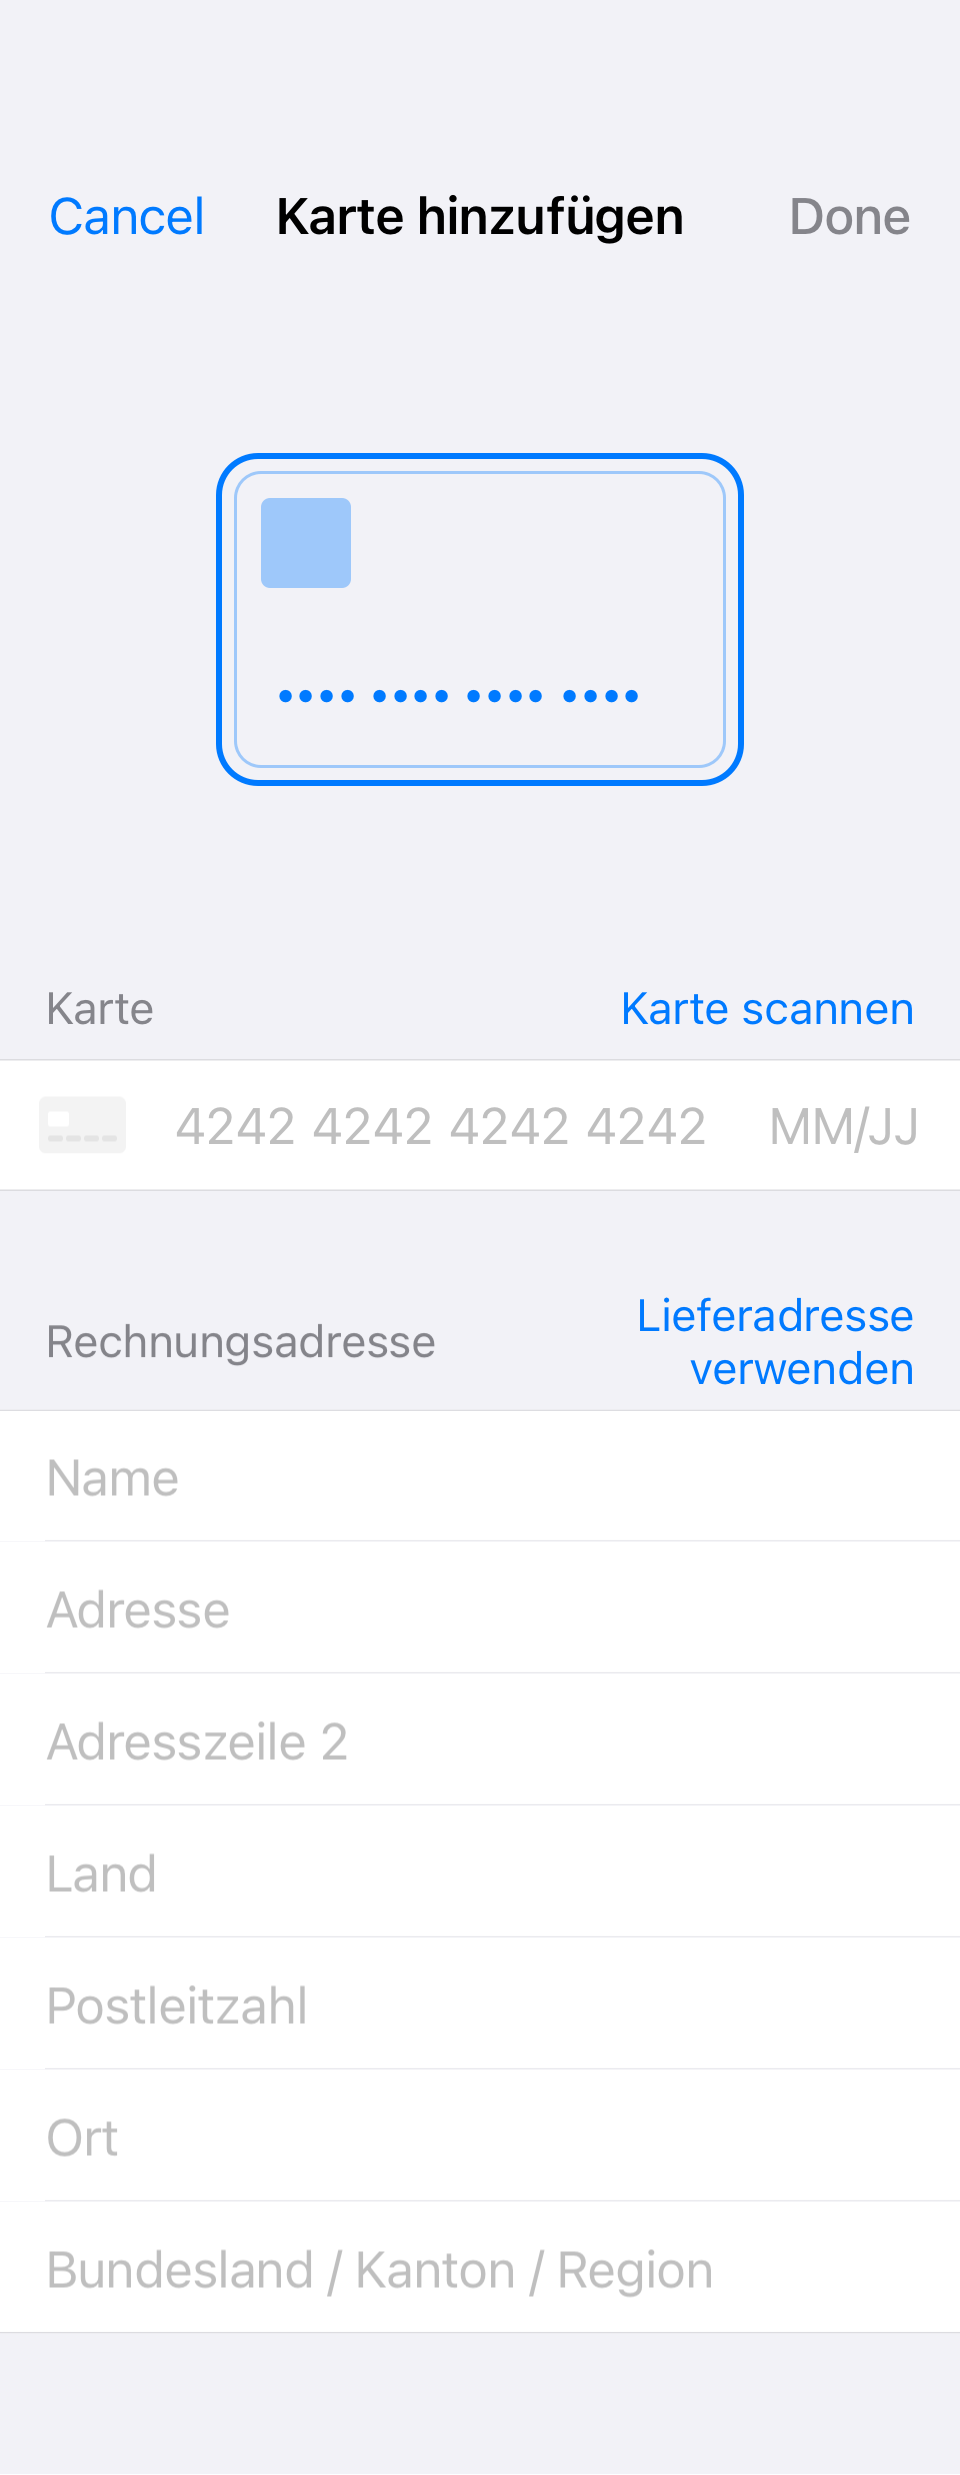 Cancel Karte hinzufügen Done
•••• •••• •••• ••••
Karte Karte scannen
4242 4242 4242 4242 MM/JJ
Rechnungsadresse Lieferadresse
verwenden
Name
Adresse
Adresszeile 2
Land
Postleitzahl
Ort
Bundesland / Kanton / Region